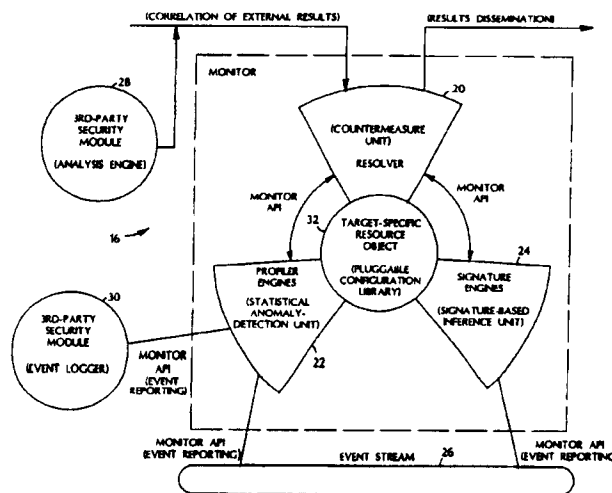 (CORRELATION OF EXTERNAL RESULTS)
(RESULTS DISSEMINATION)
MONITOR
28
20
3RD-PARTY
SECURITY
MODULE
(ANALYSIS ENGINE)
(COUNTERMEASURE
UNIT)
RESOLVER
MONITOR
API
MONITOR
API
16
32
TARGET-SPECIFIC
RESOURCE
OBJECT
(PLUGGABLE
CONFIGURATION
LIBRARY)
24
PROFILER
ENGINES
(STATISTICAL
ANOMALY-
DETECTION UNIT)
SIGNATURE
ENGINES
(SIGNATURE-BASED
INFERENCE UNIT)
30
3RD-PARTY
SECURITY
MODULE
(EVENT LOGGER)
MONITOR
API
(EVENT
REPORTING)
22
MONITOR API
(EVENT REPORTING)
EVENT STREAM
26
MONITOR API
(EVENT REPORTING)